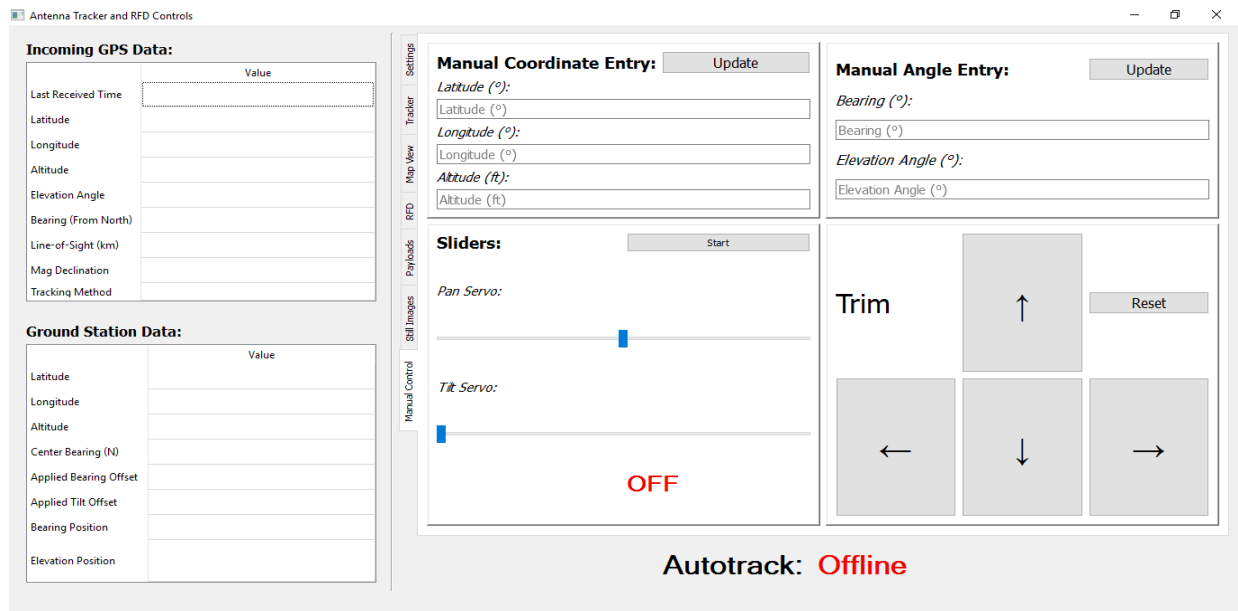 Antenna Tracker and RFD Controls
Incoming GPS Data:
Value
Last Received Time
Latitude
Longitude
Altitude
Elevation Angle
Bearing (From North)
Line-of-Sight (km)
Mag Declination
Tracking Method
Ground Station Data:
Value
Latitude
Longitude
Altitude
Center Bearing (N)
Applied Bearing Offset
Applied Tilt Offset
Bearing Position
Elevation Position
Settings
Tracker
Map View
RFD
Payloads
Still Images
Manual Control
Manual Coordinate Entry: Update
Latitude (°):
Latitude (°)
Longitude (°):
Longitude (°)
Altitude (ft):
Altitude (ft)
Manual Angle Entry: Update
Bearing (°):
Bearing (°)
Elevation Angle (°):
Elevation Angle (°)
Sliders: Start
Pan Servo:
Tilt Servo:
OFF
Trim ↑ Reset
← ↓ →
Autotrack: Offline